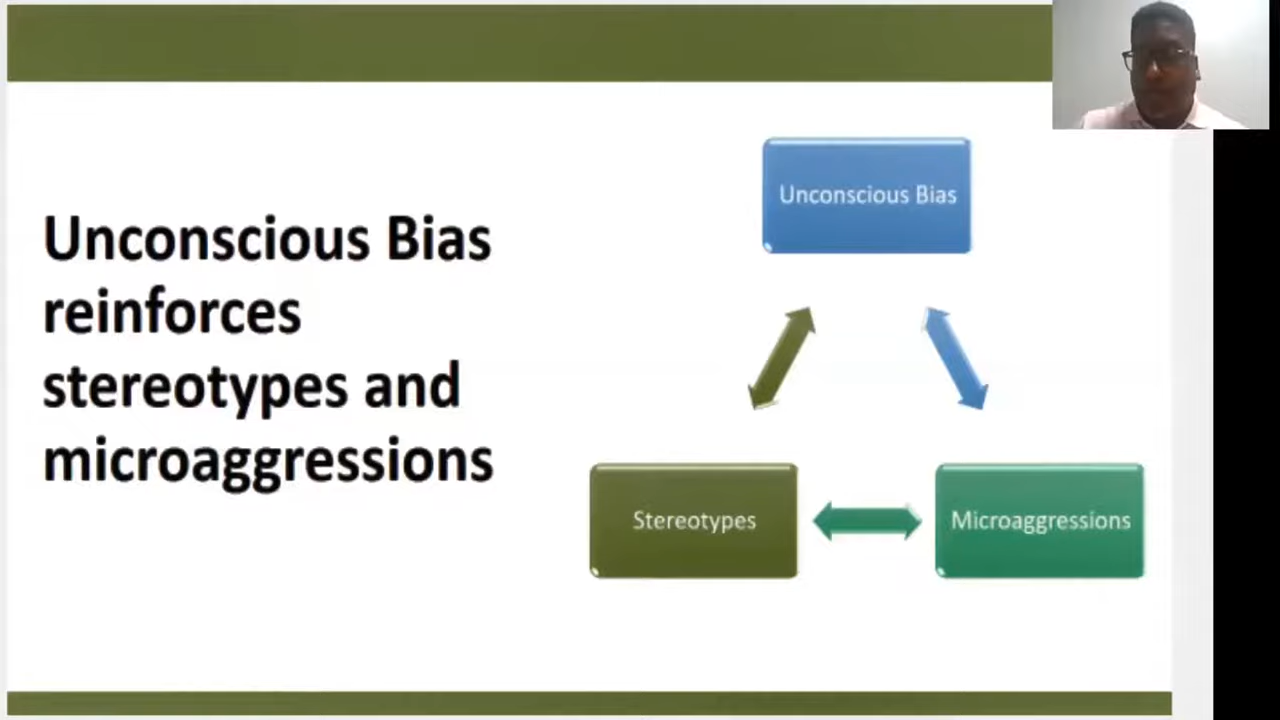 Unconscious Bias
reinforces
stereotypes and
microaggressions
Unconscious Bias
Stereotypes
Microaggressions